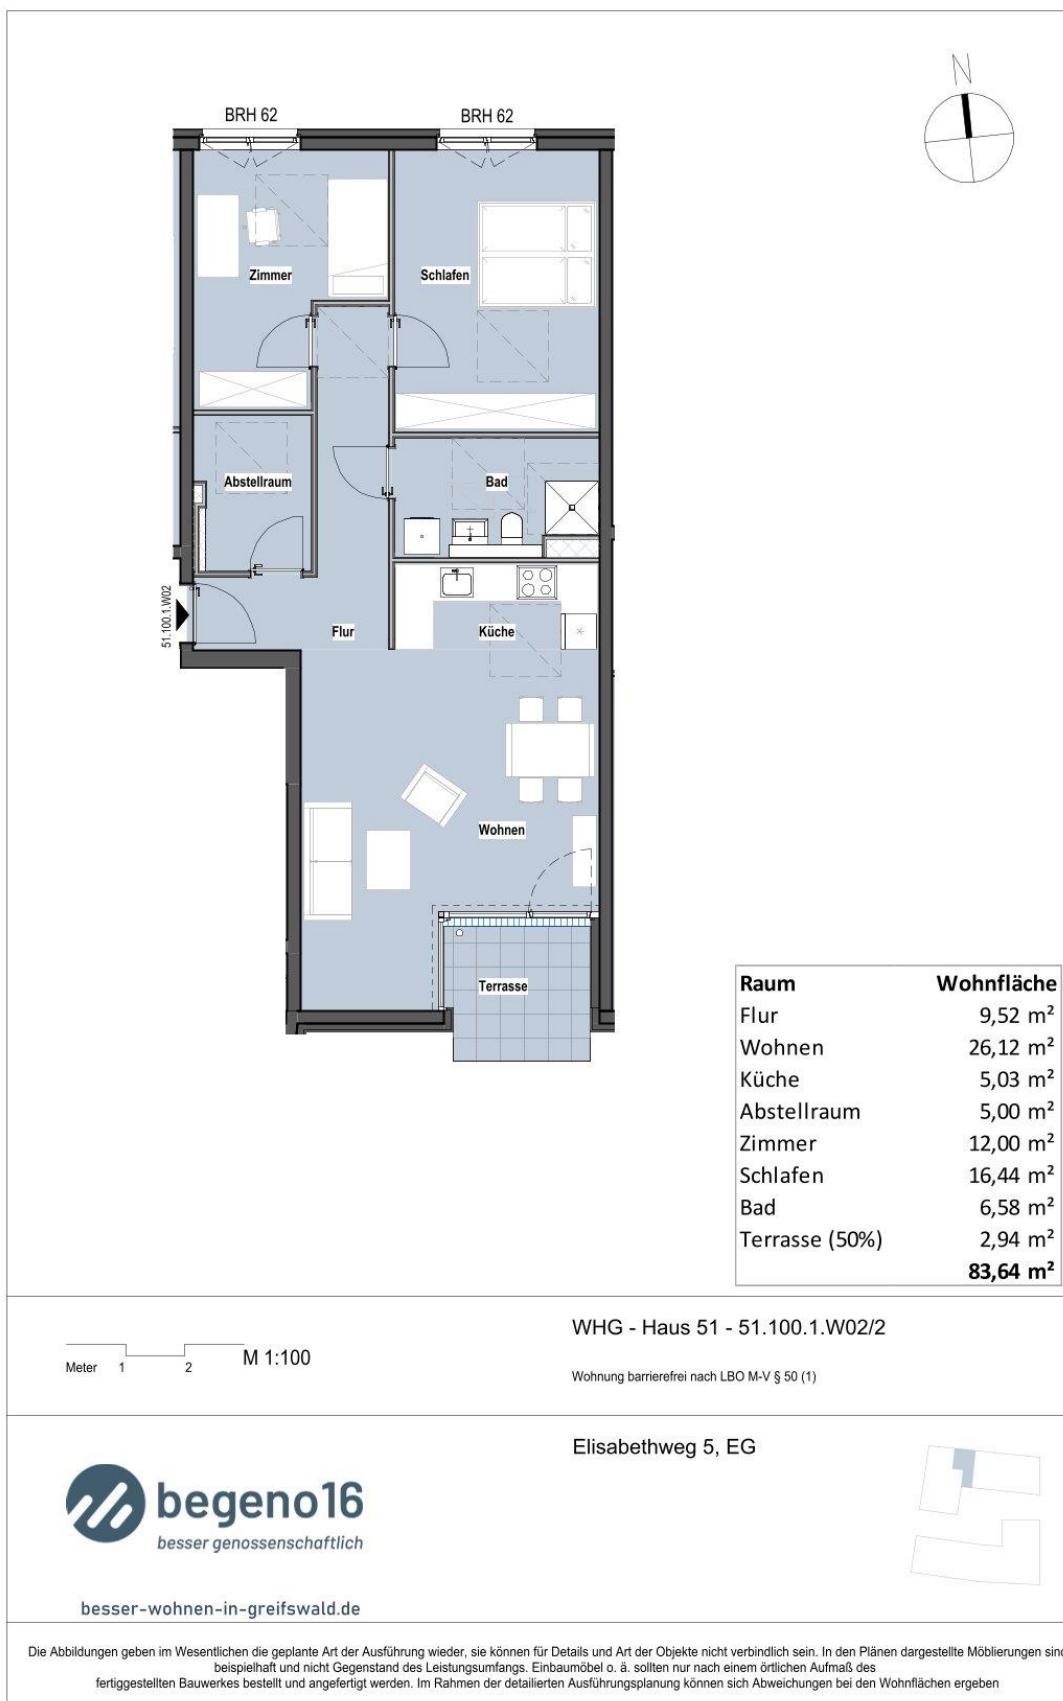 N
BRH 62
BRH 62
Zimmer
Schlafen
Abstellraum
Bad
51.100.1.W02
Flur
Küche
Wohnen
Terrasse
Raum Wohnfläche
Flur 9,52 m²
Wohnen 26,12 m²
Küche 5,03 m²
Abstellraum 5,00 m²
Zimmer 12,00 m²
Schlafen 16,44 m²
Bad 6,58 m²
Terrasse (50%) 2,94 m²
83,64 m²
WHG - Haus 51 - 51.100.1.W02/2
Meter 1 2 M 1:100
Wohnung barrierefrei nach LBO M-V § 50 (1)
Elisabethweg 5, EG
begeno16
besser genossenschaftlich
besser-wohnen-in-greifswald.de
Die Abbildungen geben im Wesentlichen die geplante Art der Ausführung wieder, sie können für Details und Art der Objekte nicht verbindlich sein. In den Plänen dargestellte Möblierungen sind
beispielhaft und nicht Gegenstand des Leistungsumfangs. Einbaumöbel o. ä. sollten nur nach einem örtlichen Aufmaß des
fertiggestellten Bauwerkes bestellt und angefertigt werden. Im Rahmen der detailierten Ausführungsplanung können sich Abweichungen bei den Wohnflächen ergeben